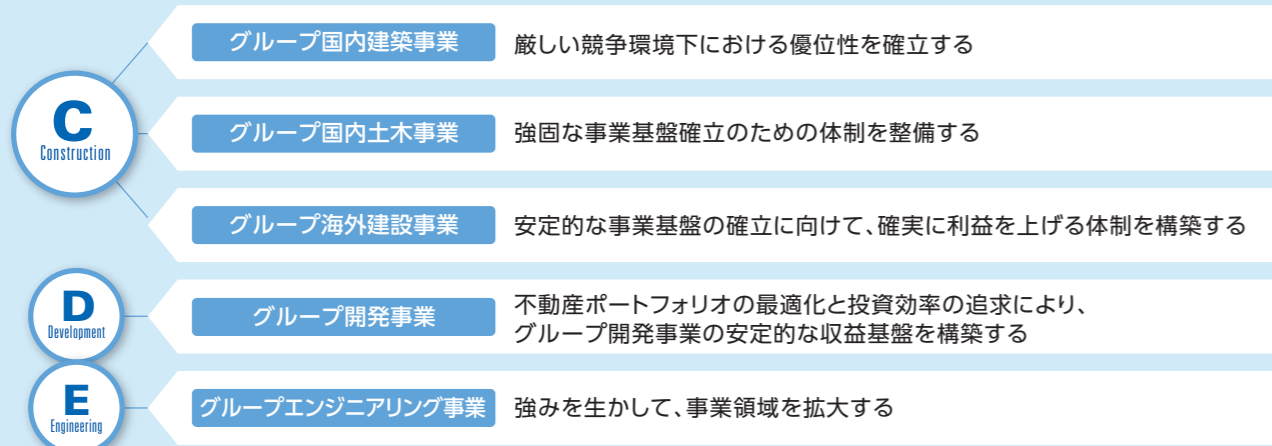 グループ国内建築事業
厳しい競争環境下における優位性を確立する
C
Construction
グループ国内土木事業
強固な事業基盤確立のための体制を整備する
グループ海外建設事業
安定的な事業基盤の確立に向けて、確実に利益を上げる体制を構築する
D
Development
グループ開発事業
不動産ポートフォリオの最適化と投資効率の追求により、
グループ開発事業の安定的な収益基盤を構築する
E
Engineering
グループエンジニアリング事業
強みを生かして、事業領域を拡大する